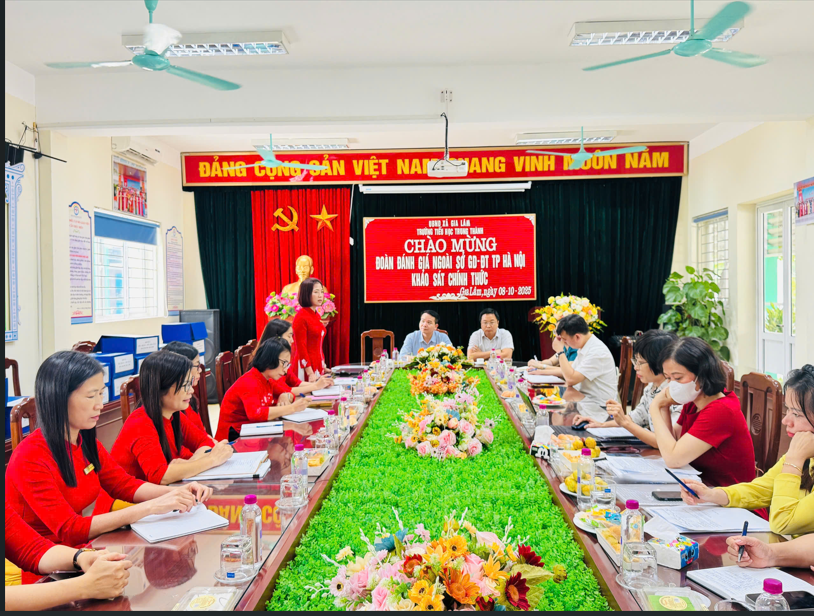 ĐẢNG CỘNG SẢN VIỆT NAM QUANG VINH MUÔN NĂM
UBND XÃ GIA LÂM
TRƯỜNG TIỂU HỌC TRUNG THÀNH
CHÀO MỪNG
ĐOÀN ĐÁNH GIÁ NGOÀI SỞ GD-ĐT TP HÀ NỘI
KHẢO SÁT CHÍNH THỨC
Gia Lâm, ngày 08-10-2025